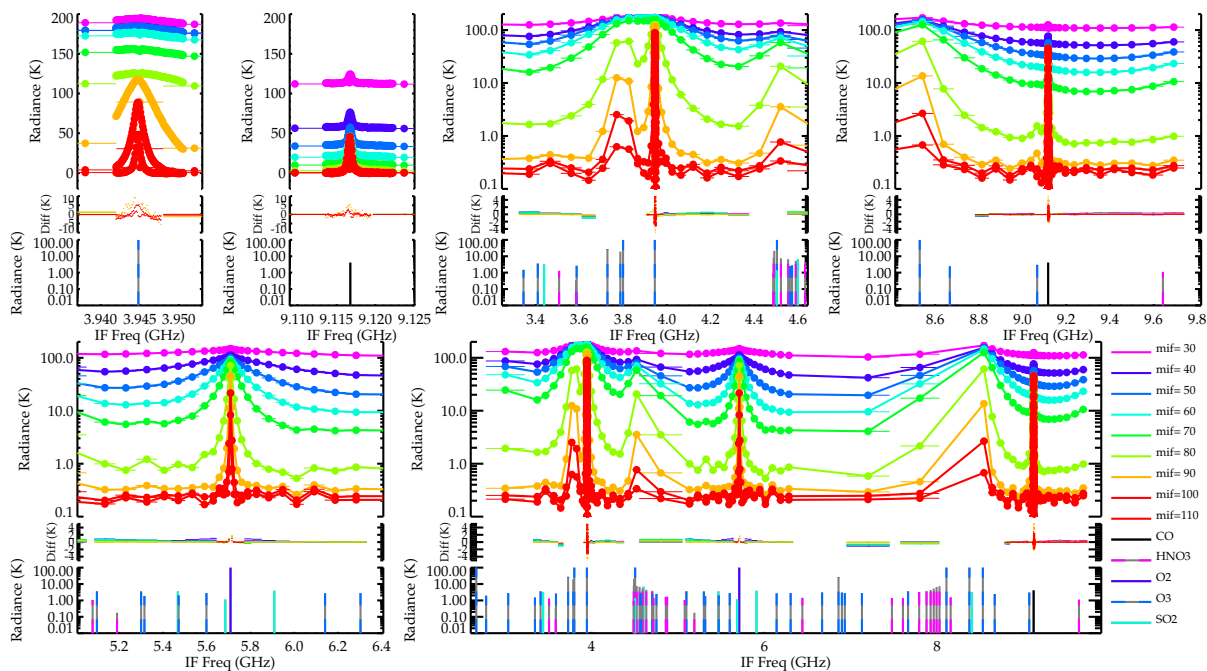 Radiance (K)
200
150
100
50
0
Diff (K)
20
10
0
-10
Radiance (K)
100.00
10.00
1.00
0.10
0.01
3.940 3.945 3.950
IF Freq (GHz)
Radiance (K)
200
150
100
50
0
Diff (K)
20
10
0
-10
Radiance (K)
100.00
10.00
1.00
0.10
0.01
9.110 9.115 9.120 9.125
IF Freq (GHz)
Radiance (K)
100.0
10.0
1.0
0.1
Diff (K)
4
2
0
-2
-4
Radiance (K)
100.00
10.00
1.00
0.10
0.01
3.4 3.6 3.8 4.0 4.2 4.4 4.6
IF Freq (GHz)
Radiance (K)
100.0
10.0
1.0
0.1
Diff (K)
4
2
0
-2
-4
Radiance (K)
100.00
10.00
1.00
0.10
0.01
8.6 8.8 9.0 9.2 9.4 9.6 9.8
IF Freq (GHz)
Radiance (K)
100.0
10.0
1.0
0.1
Diff (K)
4
2
0
-2
-4
Radiance (K)
100.00
10.00
1.00
0.10
0.01
5.2 5.4 5.6 5.8 6.0 6.2 6.4
IF Freq (GHz)
Radiance (K)
100.0
10.0
1.0
0.1
Diff (K)
4
2
0
-2
-4
Radiance (K)
100.00
10.00
1.00
0.10
0.01
4 6 8
IF Freq (GHz)
mif= 30
mif= 40
mif= 50
mif= 60
mif= 70
mif= 80
mif= 90
mif=100
mif=110
CO
HNO3
O2
O3
SO2